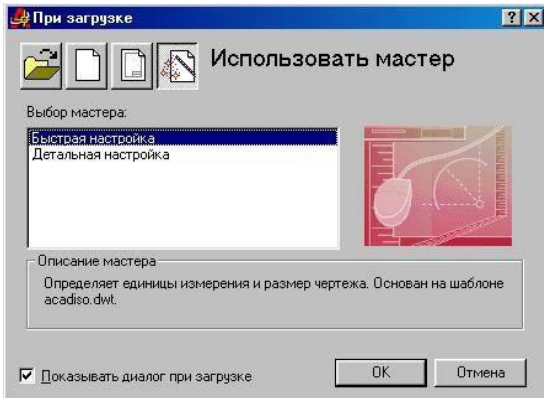 При загрузке
Использовать мастер
Выбор мастера:
Быстрая настройка
Детальная настройка
Описание мастера
Определяет единицы измерения и размер чертежа. Основан на шаблоне
acadiso.dwt.
Показывать диалог при загрузке
OK
Отмена